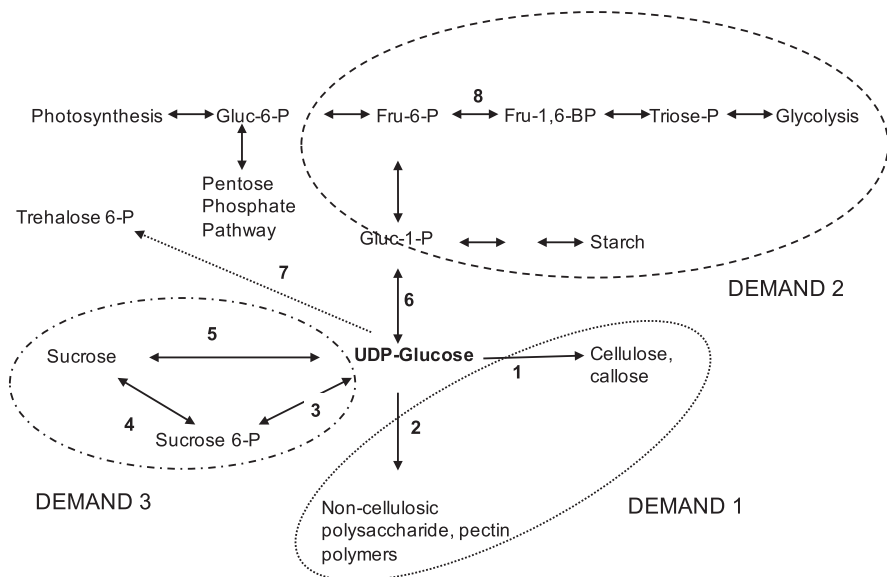 8
Photosynthesis Gluc-6-P Fru-6-P Fru-1,6-BP Triose-P Glycolysis
Pentose
Phosphate
Pathway
Trehalose 6-P
Gluc-1-P Starch
7
6
DEMAND 2
5
Sucrose UDP-Glucose 1 Cellulose,
callose
4 3
Sucrose 6-P 2
DEMAND 3 DEMAND 1
Non-cellulosic
polysaccharide, pectin
polymers